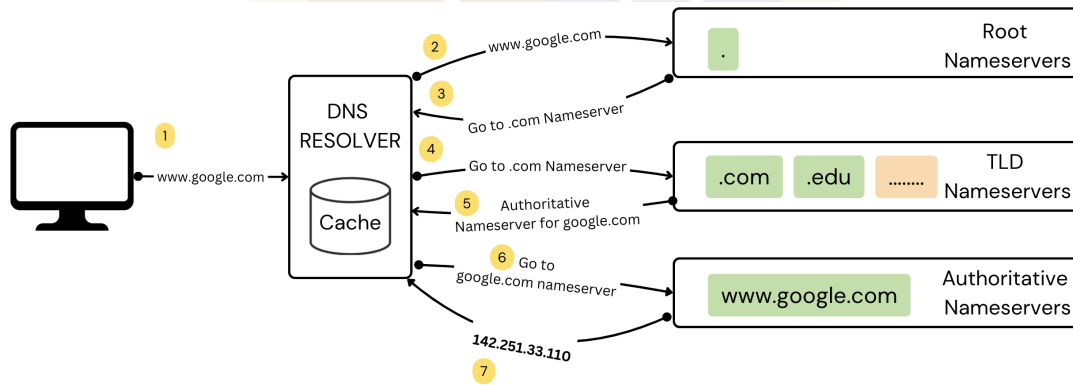 1
www.google.com
DNS
RESOLVER
Cache
2
www.google.com
3
Go to .com Nameserver
4
Go to .com Nameserver
5
Authoritative
Nameserver for google.com
6
Go to
google.com nameserver
142.251.33.110
7
.
Root
Nameservers
.com
.edu
........
TLD
Nameservers
www.google.com
Authoritative
Nameservers